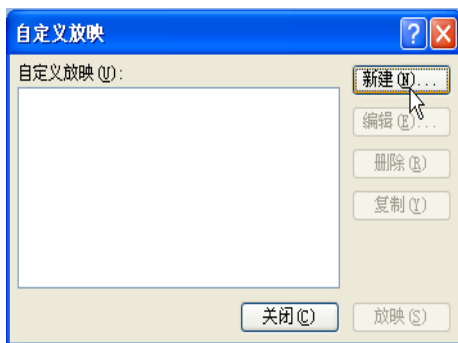 自定义放映
自定义放映(U):
新建(N)...
编辑(E)...
删除(R)
复制(Y)
关闭(C)
放映(S)